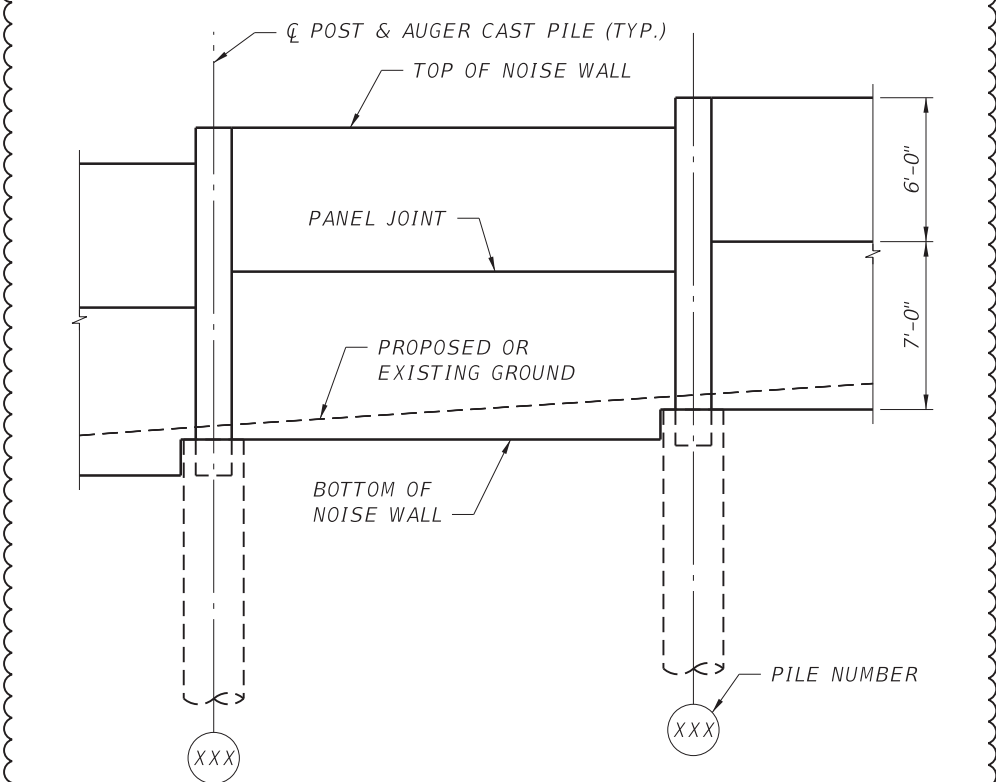 ℄ POST & AUGER CAST PILE (TYP.)
TOP OF NOISE WALL
6'-0"
PANEL JOINT
7'-0"
PROPOSED OR
EXISTING GROUND
BOTTOM OF
NOISE WALL
PILE NUMBER
XXX
XXX